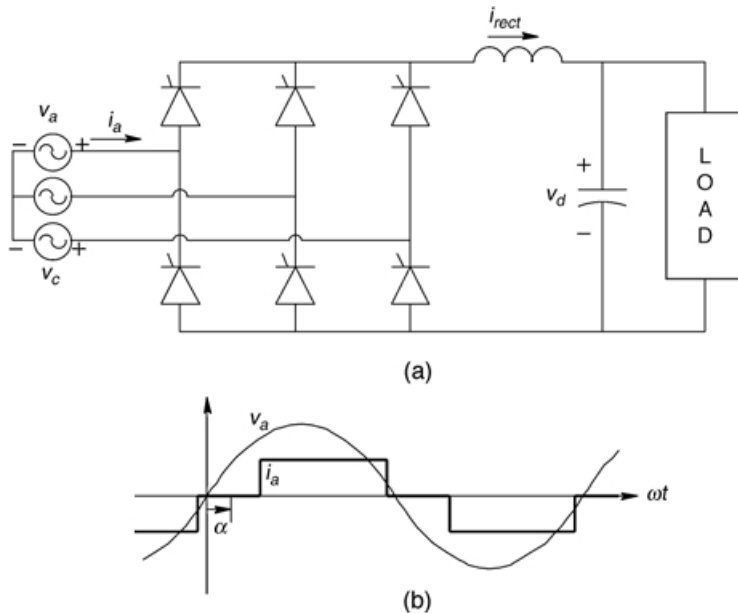 i_rect
v_a
i_a
− +
− +
v_c
+
v_d
−
L
O
A
D
(a)
v_a
i_a
α
ωt
(b)